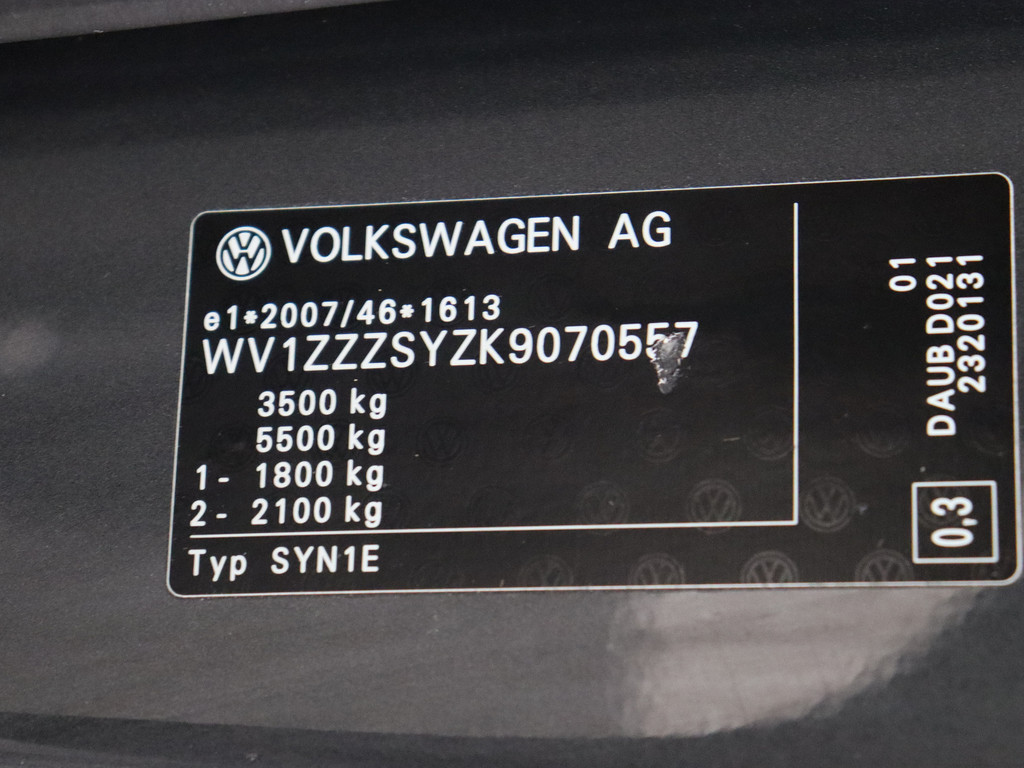 VOLKSWAGEN AG
e1*2007/46*1613
WV1ZZZSYZK9070557
3500 kg
5500 kg
1- 1800 kg
2- 2100 kg
Typ SYN1E
01
DAUB D021
2320131
0,3